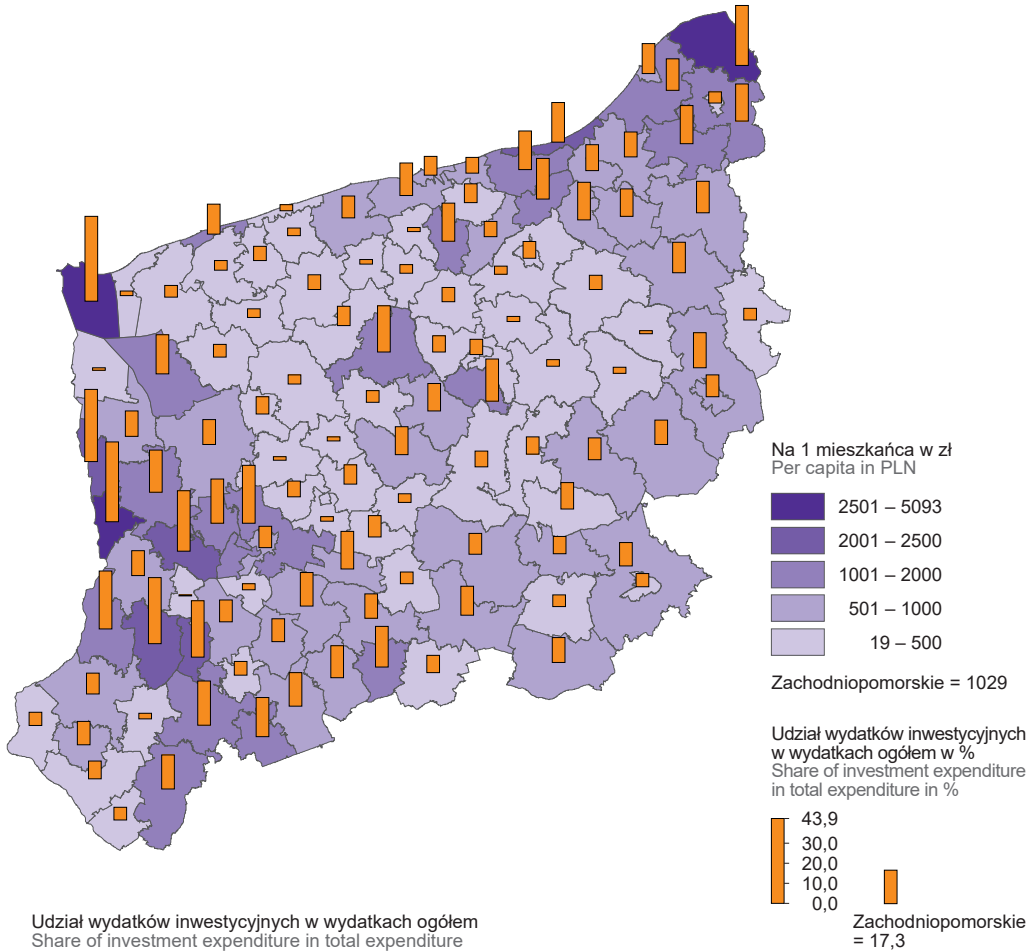 Na 1 mieszkańca w zł
Per capita in PLN
2501 – 5093
2001 – 2500
1001 – 2000
501 – 1000
19 – 500
Zachodniopomorskie = 1029
Udział wydatków inwestycyjnych
w wydatkach ogółem w %
Share of investment expenditure
in total expenditure in %
43,9
30,0
20,0
10,0
0,0
Zachodniopomorskie
= 17,3
Udział wydatków inwestycyjnych w wydatkach ogółem
Share of investment expenditure in total expenditure